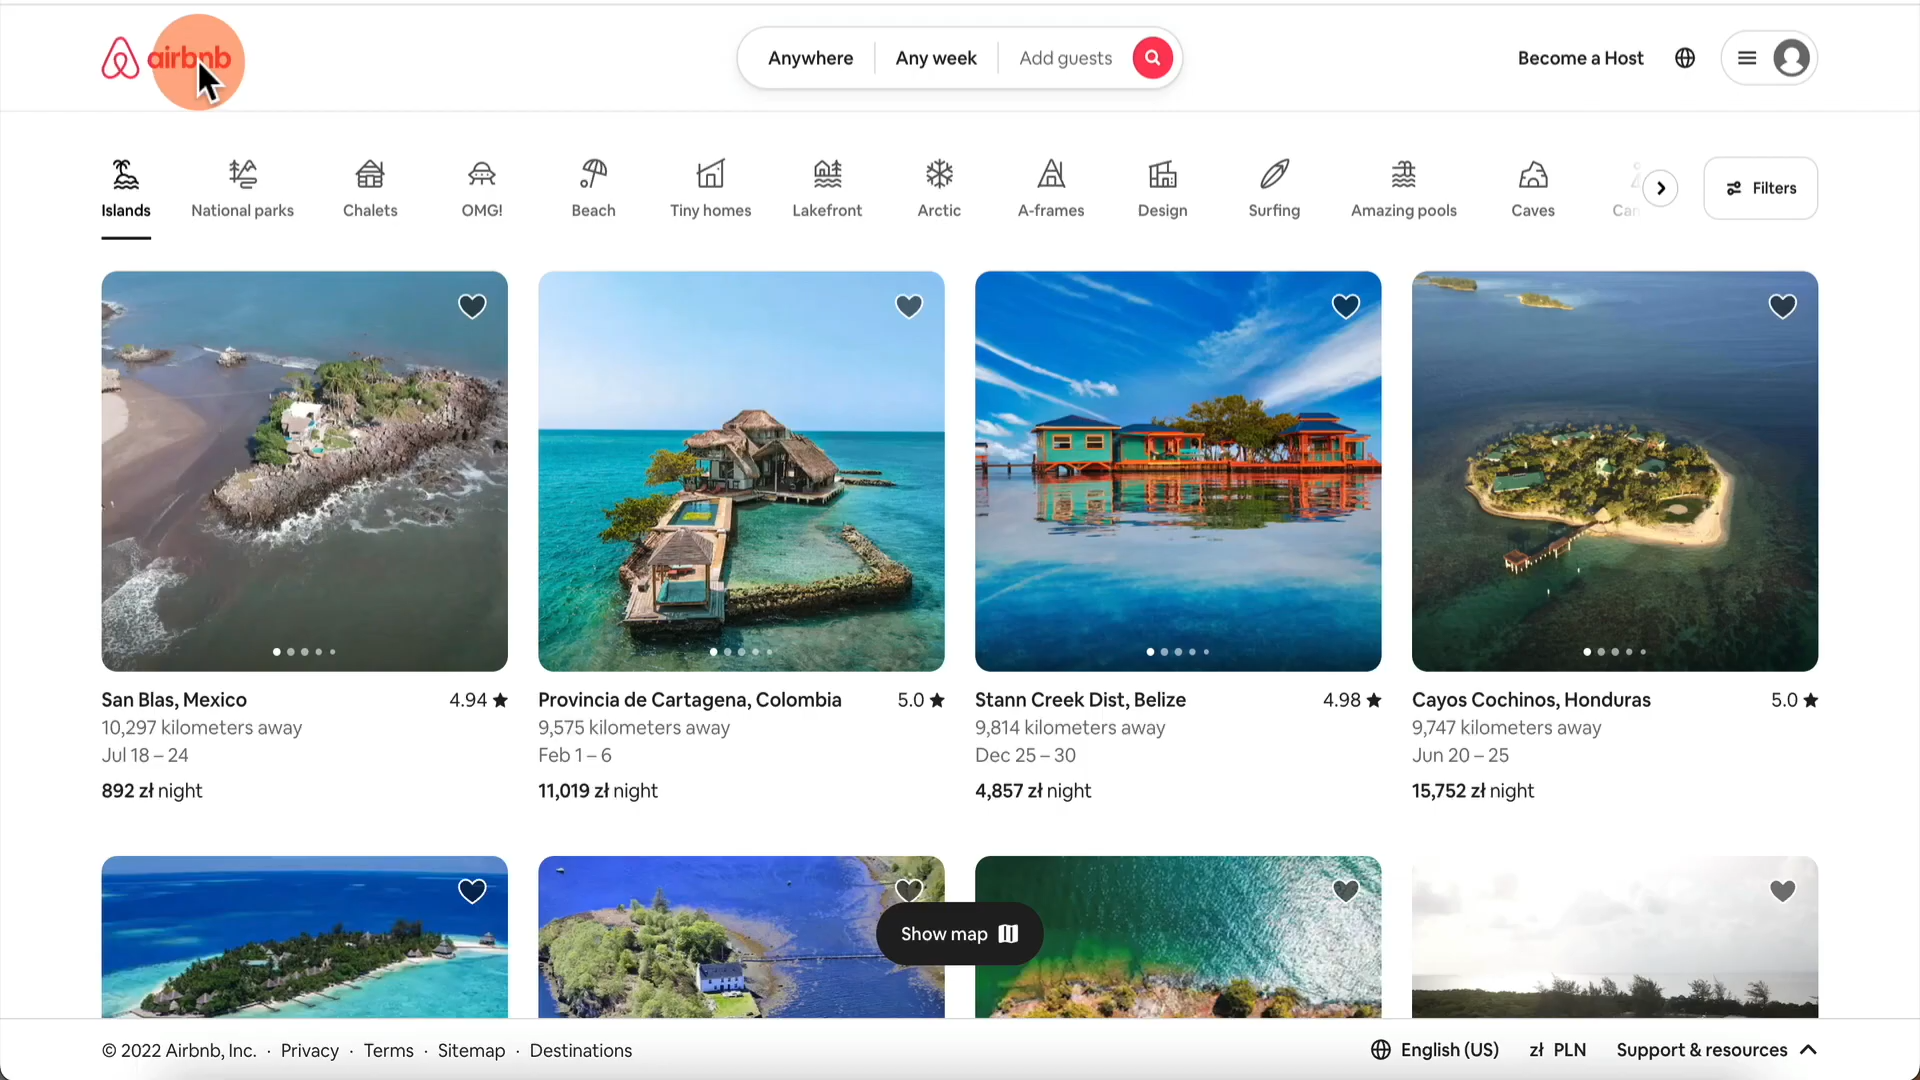 airbnb
Anywhere
Any week
Add guests
Become a Host
Islands
National parks
Chalets
OMG!
Beach
Tiny homes
Lakefront
Arctic
A-frames
Design
Surfing
Amazing pools
Caves
Filters
San Blas, Mexico 4.94 ★
10,297 kilometers away
Jul 18 – 24
892 zł night
Provincia de Cartagena, Colombia 5.0 ★
9,575 kilometers away
Feb 1 – 6
11,019 zł night
Stann Creek Dist, Belize 4.98 ★
9,814 kilometers away
Dec 25 – 30
4,857 zł night
Cayos Cochinos, Honduras 5.0 ★
9,747 kilometers away
Jun 20 – 25
15,752 zł night
Show map
© 2022 Airbnb, Inc. · Privacy · Terms · Sitemap · Destinations
English (US) zł PLN Support & resources